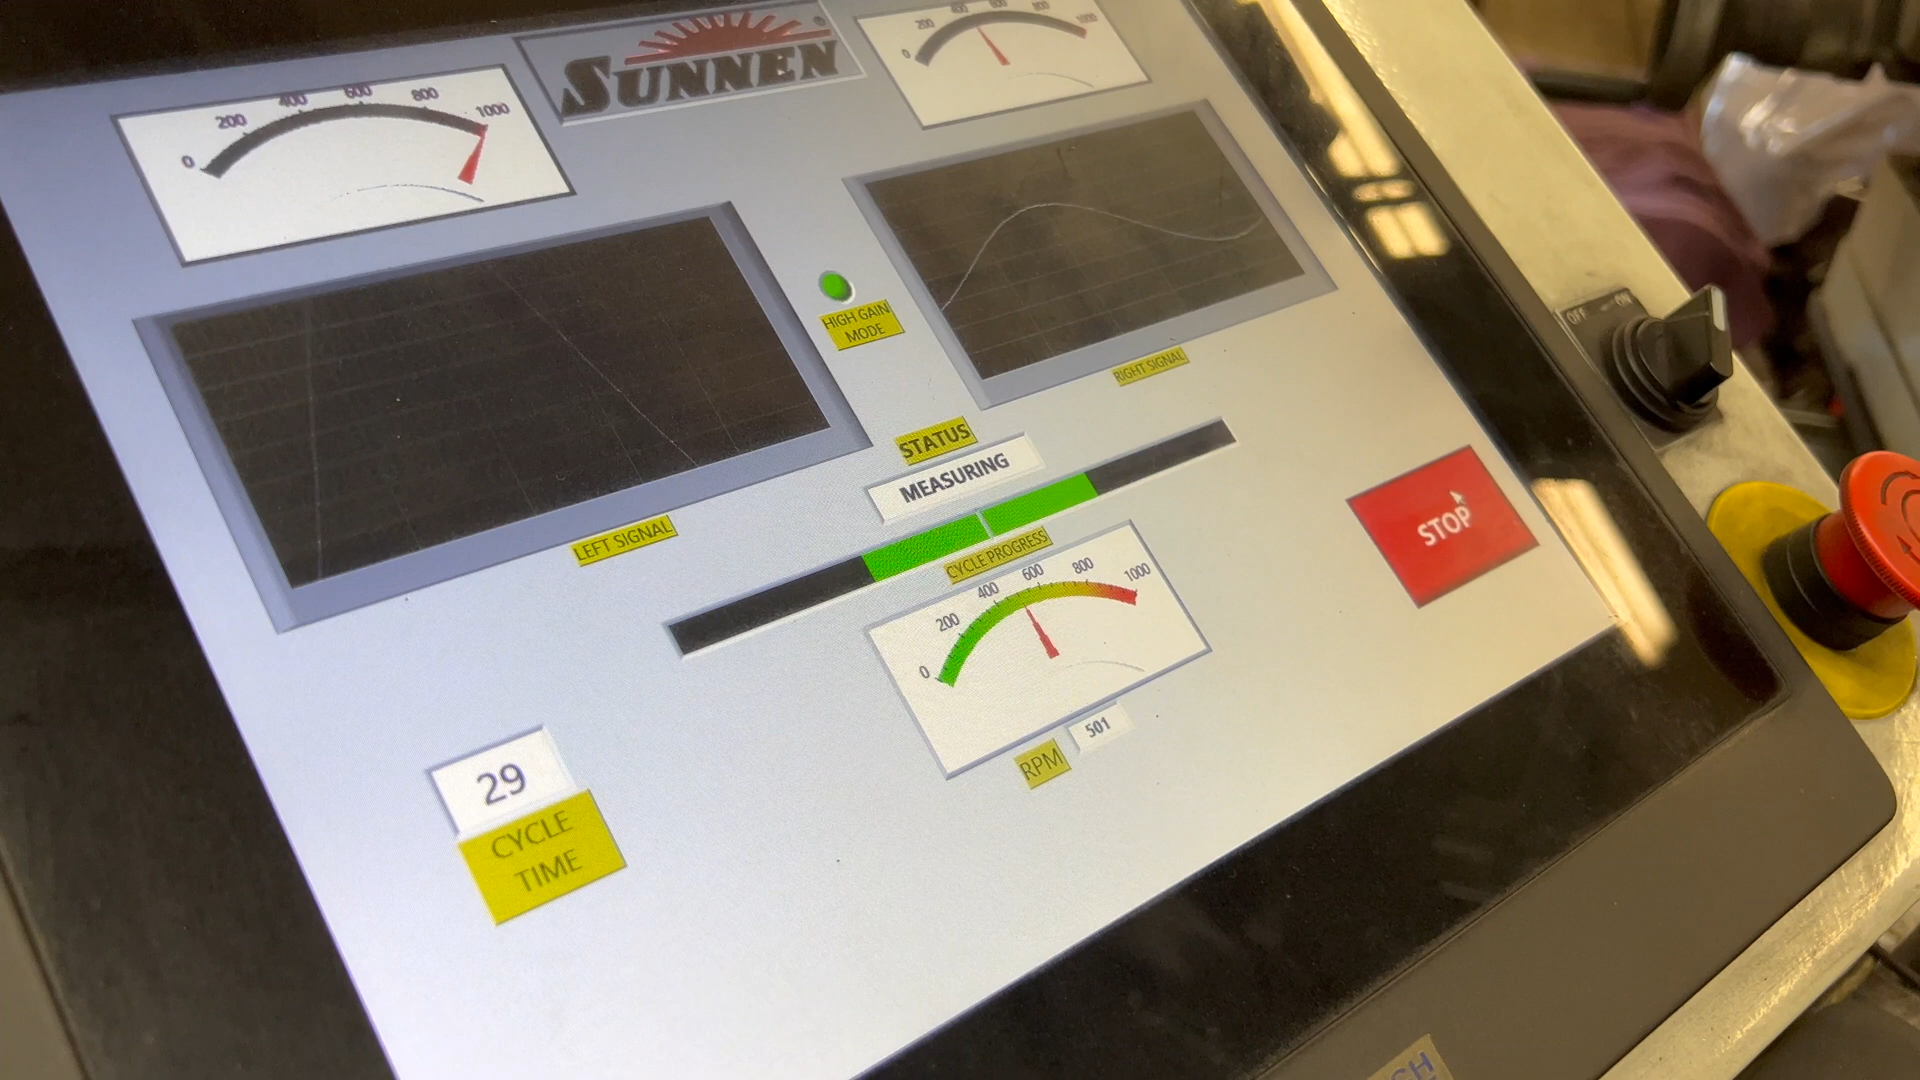 SUNNEN®
0 200 400 600 800 1000
0 200 400 600 800 1000
HIGH GAIN
MODE
LEFT SIGNAL
RIGHT SIGNAL
STATUS
MEASURING
CYCLE PROGRESS
0 200 400 600 800 1000
501
RPM
STOP
29
CYCLE
TIME
OFF ON